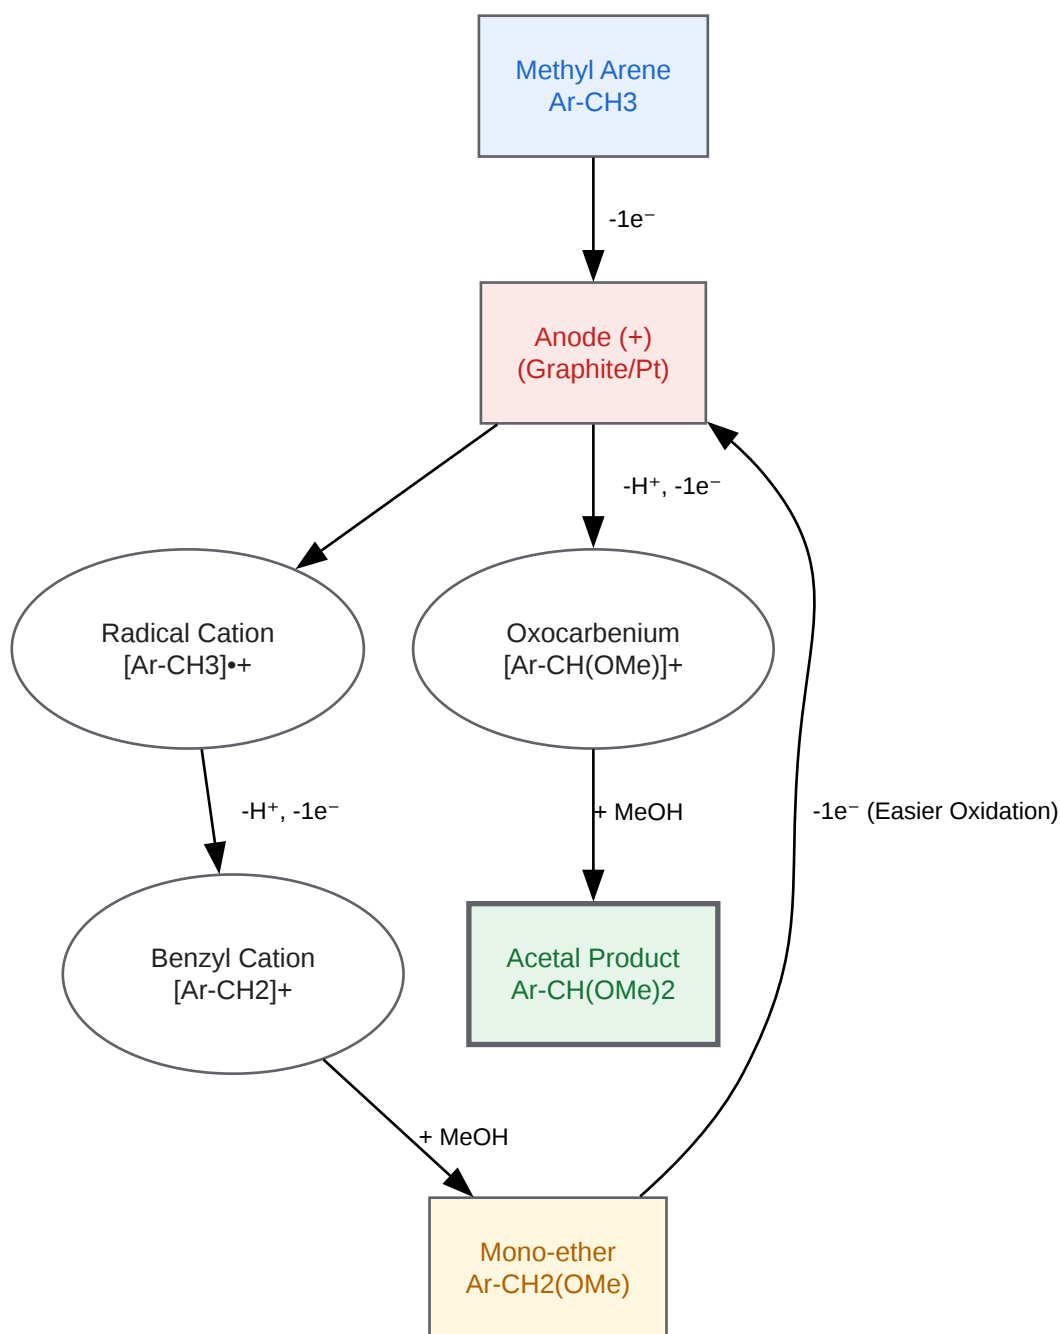 Methyl Arene
Ar-CH3
-1e⁻
Anode (+)
(Graphite/Pt)
-H⁺, -1e⁻
Radical Cation
[Ar-CH3]•+
Oxocarbenium
[Ar-CH(OMe)]+
-H⁺, -1e⁻
+ MeOH
-1e⁻ (Easier Oxidation)
Benzyl Cation
[Ar-CH2]+
Acetal Product
Ar-CH(OMe)2
+ MeOH
Mono-ether
Ar-CH2(OMe)